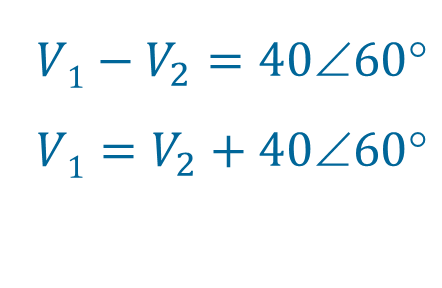 V₁ − V₂ = 40∠60°
V₁ = V₂ + 40∠60°